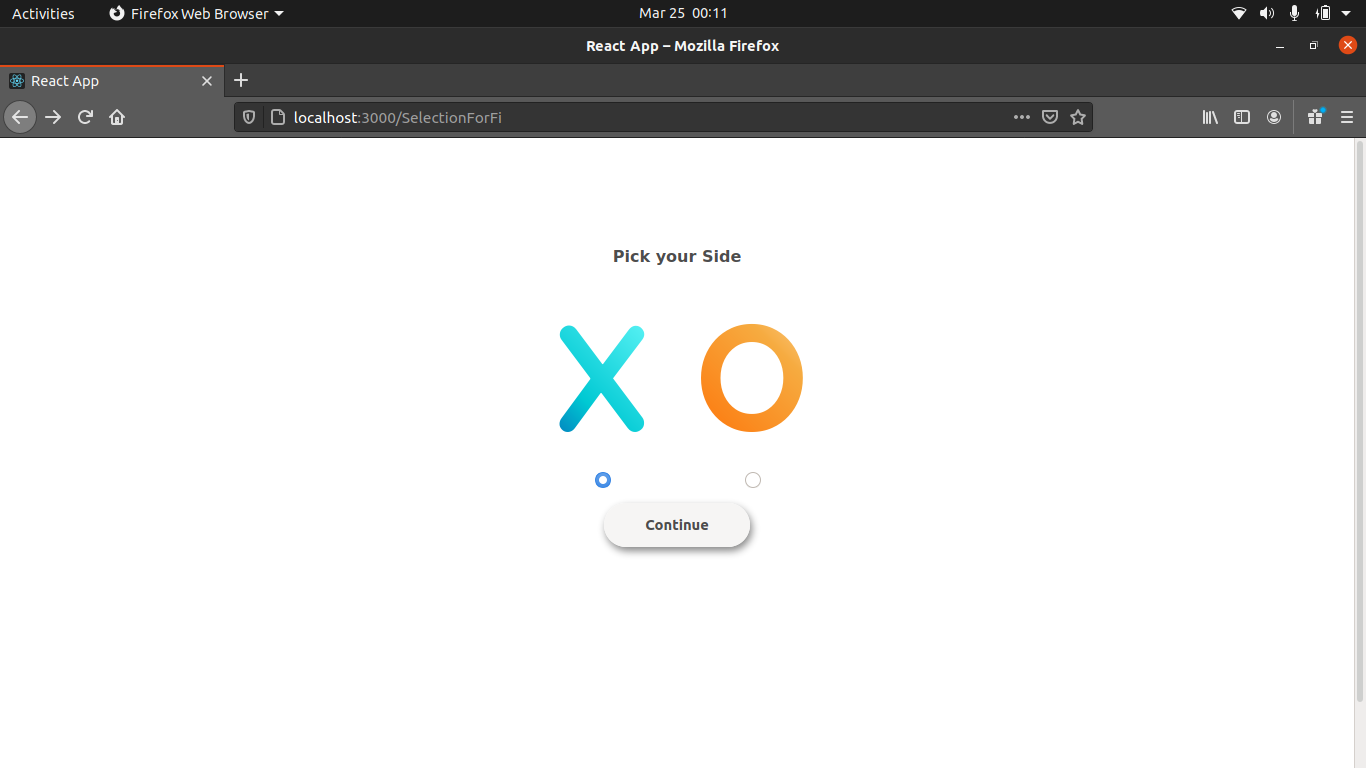 Activities Firefox Web Browser Mar 25 00:11
React App – Mozilla Firefox
React App
localhost:3000/SelectionForFi
Pick your Side
X O
Continue